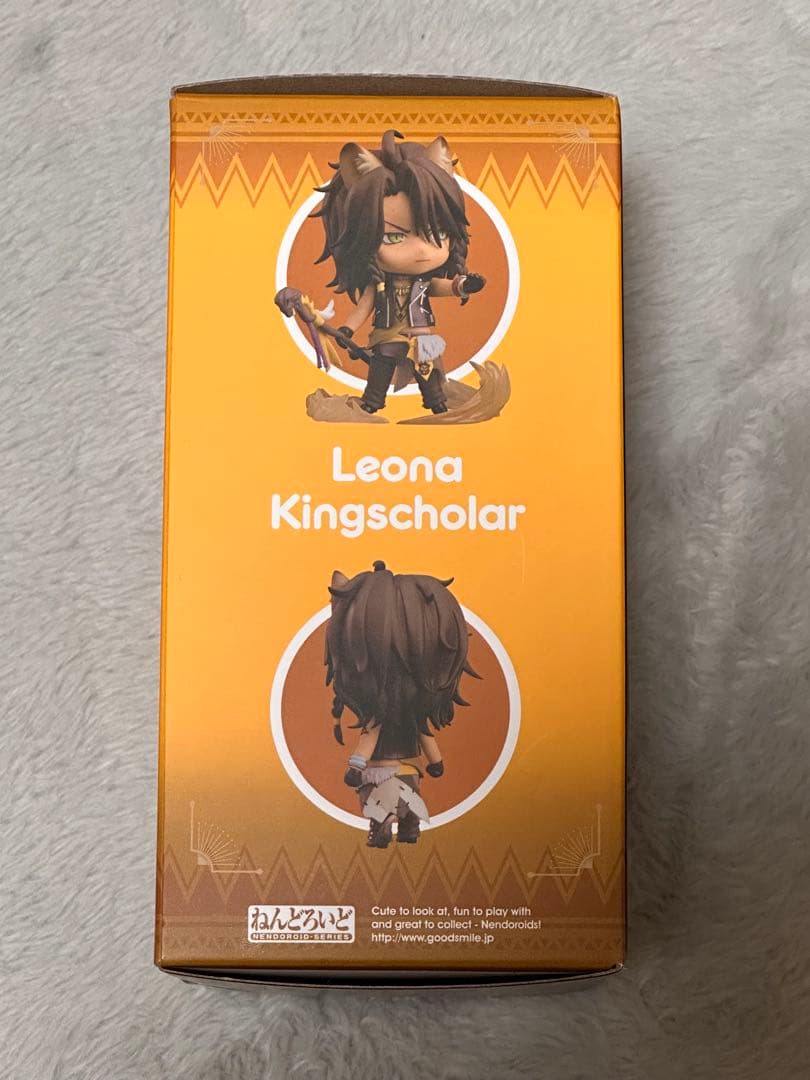 Leona
Kingscholar
ねんどろいど
NENDOROID-SERIES
Cute to look at, fun to play with
and great to collect - Nendoroids!
http://www.goodsmile.jp